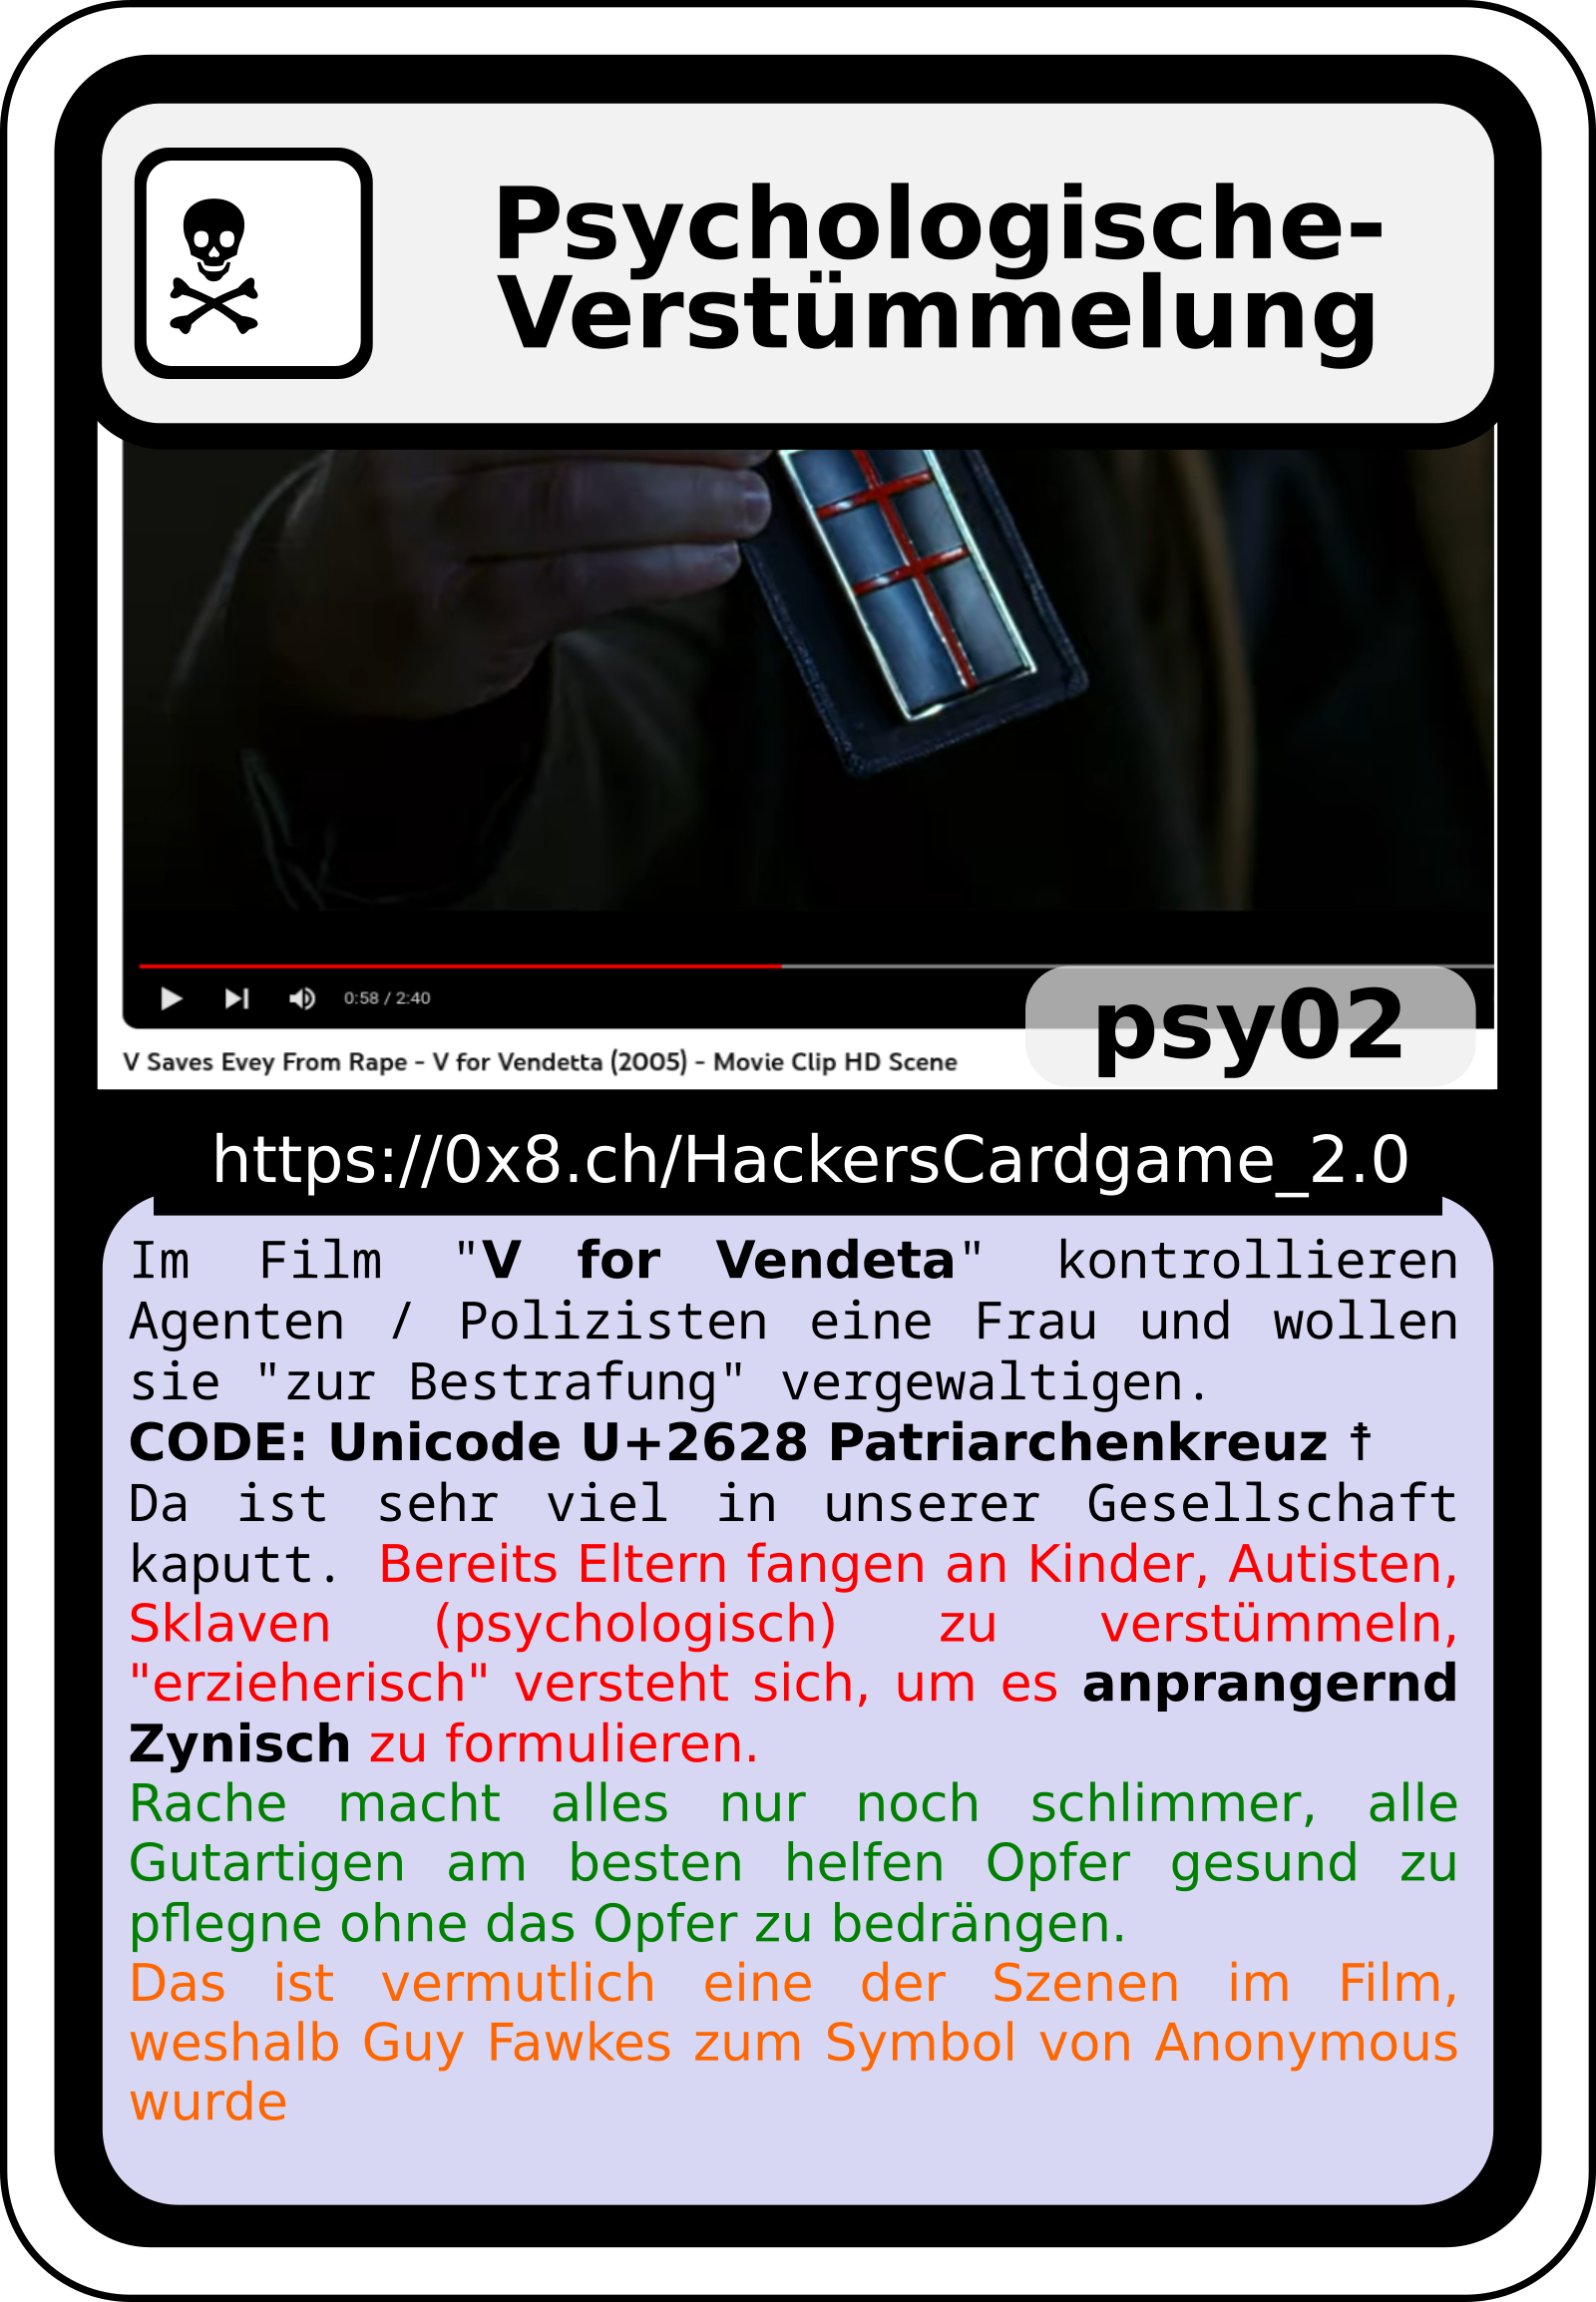 Psychologische-
Verstümmelung
0:58 / 2:40
psy02
V Saves Evey From Rape - V for Vendetta (2005) - Movie Clip HD Scene
https://0x8.ch/HackersCardgame_2.0
Im Film "V for Vendeta" kontrollieren
Agenten / Polizisten eine Frau und wollen
sie "zur Bestrafung" vergewaltigen.
CODE: Unicode U+2628 Patriarchenkreuz ☨
Da ist sehr viel in unserer Gesellschaft
kaputt. Bereits Eltern fangen an Kinder, Autisten,
Sklaven (psychologisch) zu verstümmeln,
"erzieherisch" versteht sich, um es anprangernd
Zynisch zu formulieren.
Rache macht alles nur noch schlimmer, alle
Gutartigen am besten helfen Opfer gesund zu
pflegne ohne das Opfer zu bedrängen.
Das ist vermutlich eine der Szenen im Film,
weshalb Guy Fawkes zum Symbol von Anonymous
wurde